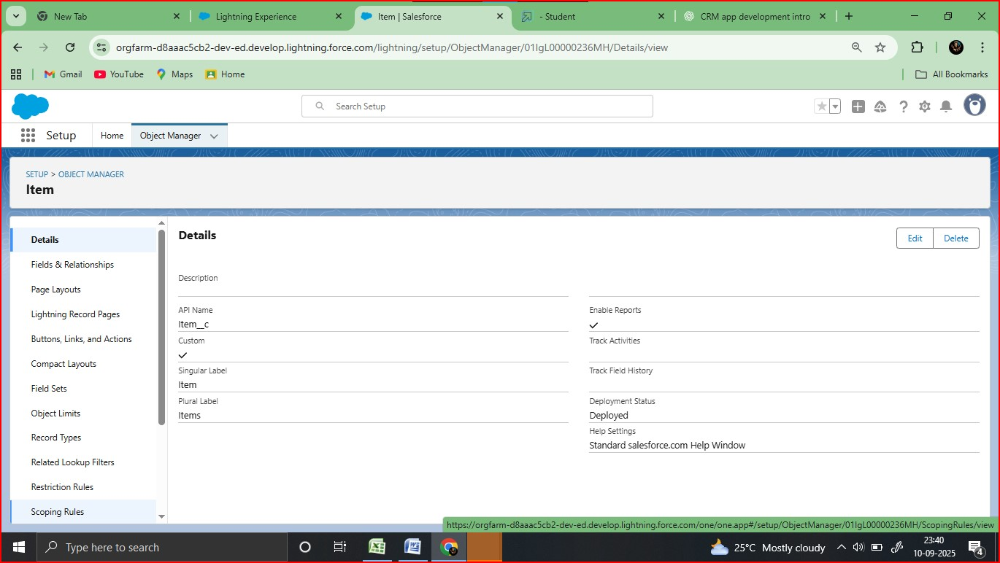 New Tab
Lightning Experience
Item | Salesforce
- Student
CRM app development intro
orgfarm-d8aaac5cb2-dev-ed.develop.lightning.force.com/lightning/setup/ObjectManager/01IgL00000236MH/Details/view
Gmail
YouTube
Maps
Home
All Bookmarks
Search Setup
Setup
Home
Object Manager
SETUP > OBJECT MANAGER
Item
Details
Fields & Relationships
Page Layouts
Lightning Record Pages
Buttons, Links, and Actions
Compact Layouts
Field Sets
Object Limits
Record Types
Related Lookup Filters
Restriction Rules
Scoping Rules
Details
Edit
Delete
Description
API Name
Item__c
Custom
Singular Label
Item
Plural Label
Items
Enable Reports
Track Activities
Track Field History
Deployment Status
Deployed
Help Settings
Standard salesforce.com Help Window
https://orgfarm-d8aaac5cb2-dev-ed.develop.lightning.force.com/one/one.app#/setup/ObjectManager/01IgL00000236MH/ScopingRules/view
Type here to search
25°C Mostly cloudy
23:40
10-09-2025
4